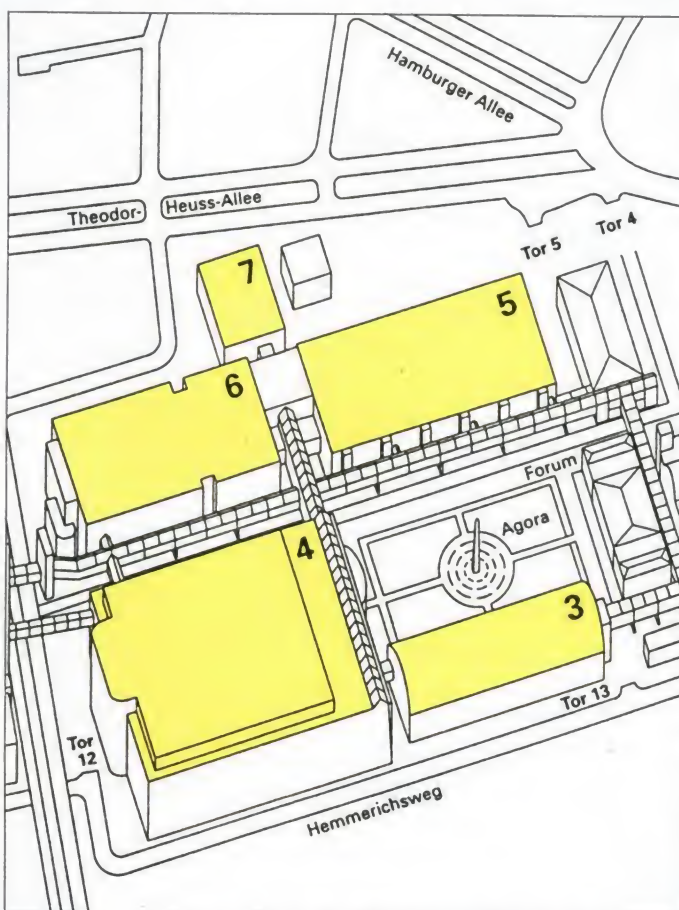 Hamburger Allee
Theodor- Heuss-Allee
Tor 5
Tor 4
7
5
6
Forum
Agora
4
3
Tor 13
Tor
12
Hemmerichsweg